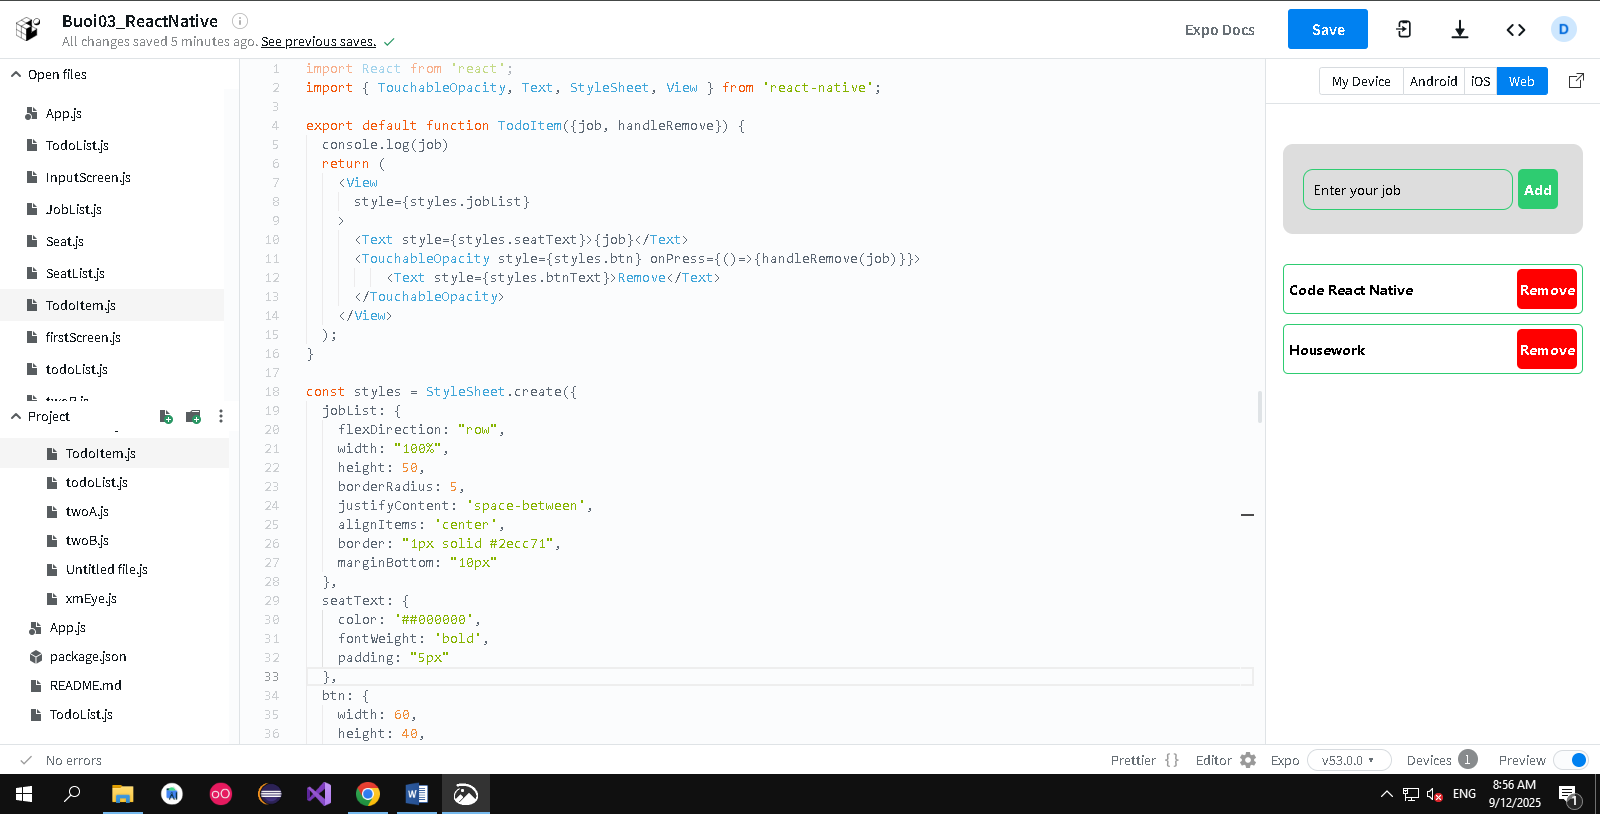 Buoi03_ReactNative
All changes saved 5 minutes ago. See previous saves.
Expo Docs
Save
D
Open files
App.js
TodoList.js
InputScreen.js
JobList.js
Seat.js
SeatList.js
TodoItem.js
firstScreen.js
todoList.js
twoB.js
Project
TodoItem.js
todoList.js
twoA.js
twoB.js
Untitled file.js
xmEye.js
App.js
package.json
README.md
TodoList.js
1 import React from 'react';
2 import { TouchableOpacity, Text, StyleSheet, View } from 'react-native';
3
4 export default function TodoItem({job, handleRemove}) {
5 console.log(job)
6 return (
7 <View
8 style={styles.jobList}
9 >
10 <Text style={styles.seatText}>{job}</Text>
11 <TouchableOpacity style={styles.btn} onPress={()=>{handleRemove(job)}}>
12 <Text style={styles.btnText}>Remove</Text>
13 </TouchableOpacity>
14 </View>
15 );
16 }
17
18 const styles = StyleSheet.create({
19 jobList: {
20 flexDirection: "row",
21 width: "100%",
22 height: 50,
23 borderRadius: 5,
24 justifyContent: 'space-between',
25 alignItems: 'center',
26 border: "1px solid #2ecc71",
27 marginBottom: "10px"
28 },
29 seatText: {
30 color: '##000000',
31 fontWeight: 'bold',
32 padding: "5px"
33 },
34 btn: {
35 width: 60,
36 height: 40,
My Device Android iOS Web
Enter your job Add
Code React Native Remove
Housework Remove
No errors
Prettier { } Editor Expo v53.0.0 Devices 1 Preview
ENG
8:56 AM
9/12/2025
1